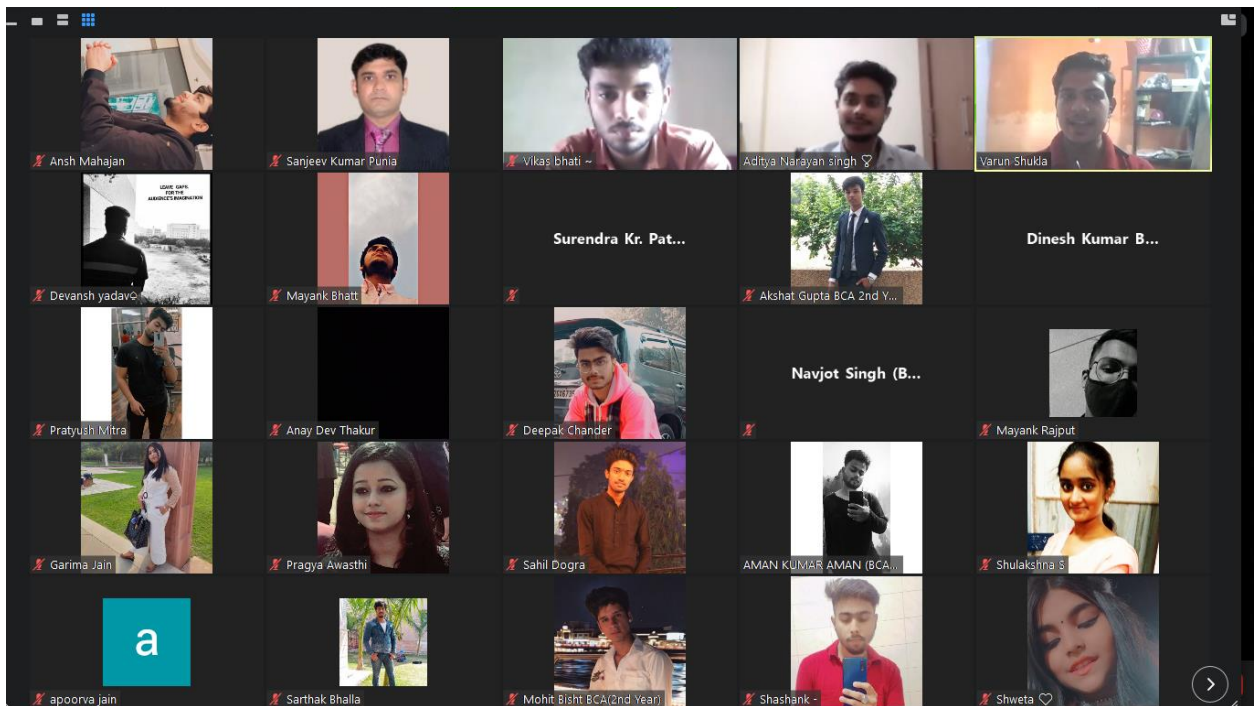 Ansh Mahajan
Sanjeev Kumar Punia
Vikas bhati ~
Aditya Narayan singh
Varun Shukla
LEAVE GAPS,
FOR THE
AUDIENCE'S IMAGINATION
Devansh yadav
Mayank Bhatt
Surendra Kr. Pat...
Akshat Gupta BCA 2nd Y...
Dinesh Kumar B...
Pratyush Mitra
Anay Dev Thakur
Deepak Chander
Navjot Singh (B...
Mayank Rajput
Garima Jain
Pragya Awasthi
Sahil Dogra
AMAN KUMAR AMAN (BCA...
Shulakshna S
a
apoorva jain
Sarthak Bhalla
Mohit Bisht BCA(2nd Year)
Shashank -
Shweta ♡